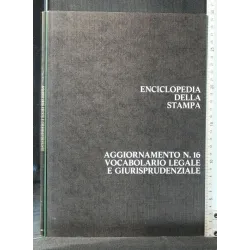 ENCICLOPEDIA
DELLA
STAMPA
AGGIORNAMENTO N. 16
VOCABOLARIO LEGALE
E GIURISPRUDENZIALE